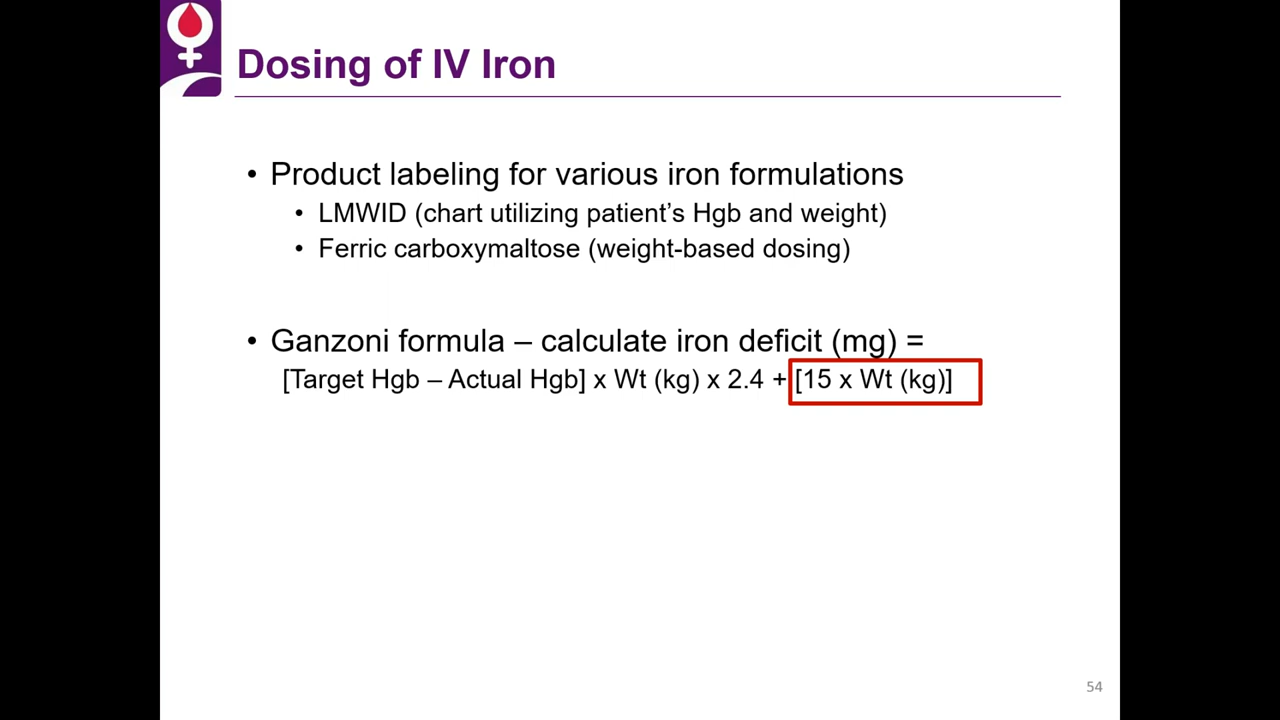 Dosing of IV Iron
• Product labeling for various iron formulations
• LMWID (chart utilizing patient’s Hgb and weight)
• Ferric carboxymaltose (weight-based dosing)
• Ganzoni formula – calculate iron deficit (mg) =
[Target Hgb – Actual Hgb] x Wt (kg) x 2.4 + [15 x Wt (kg)]
54